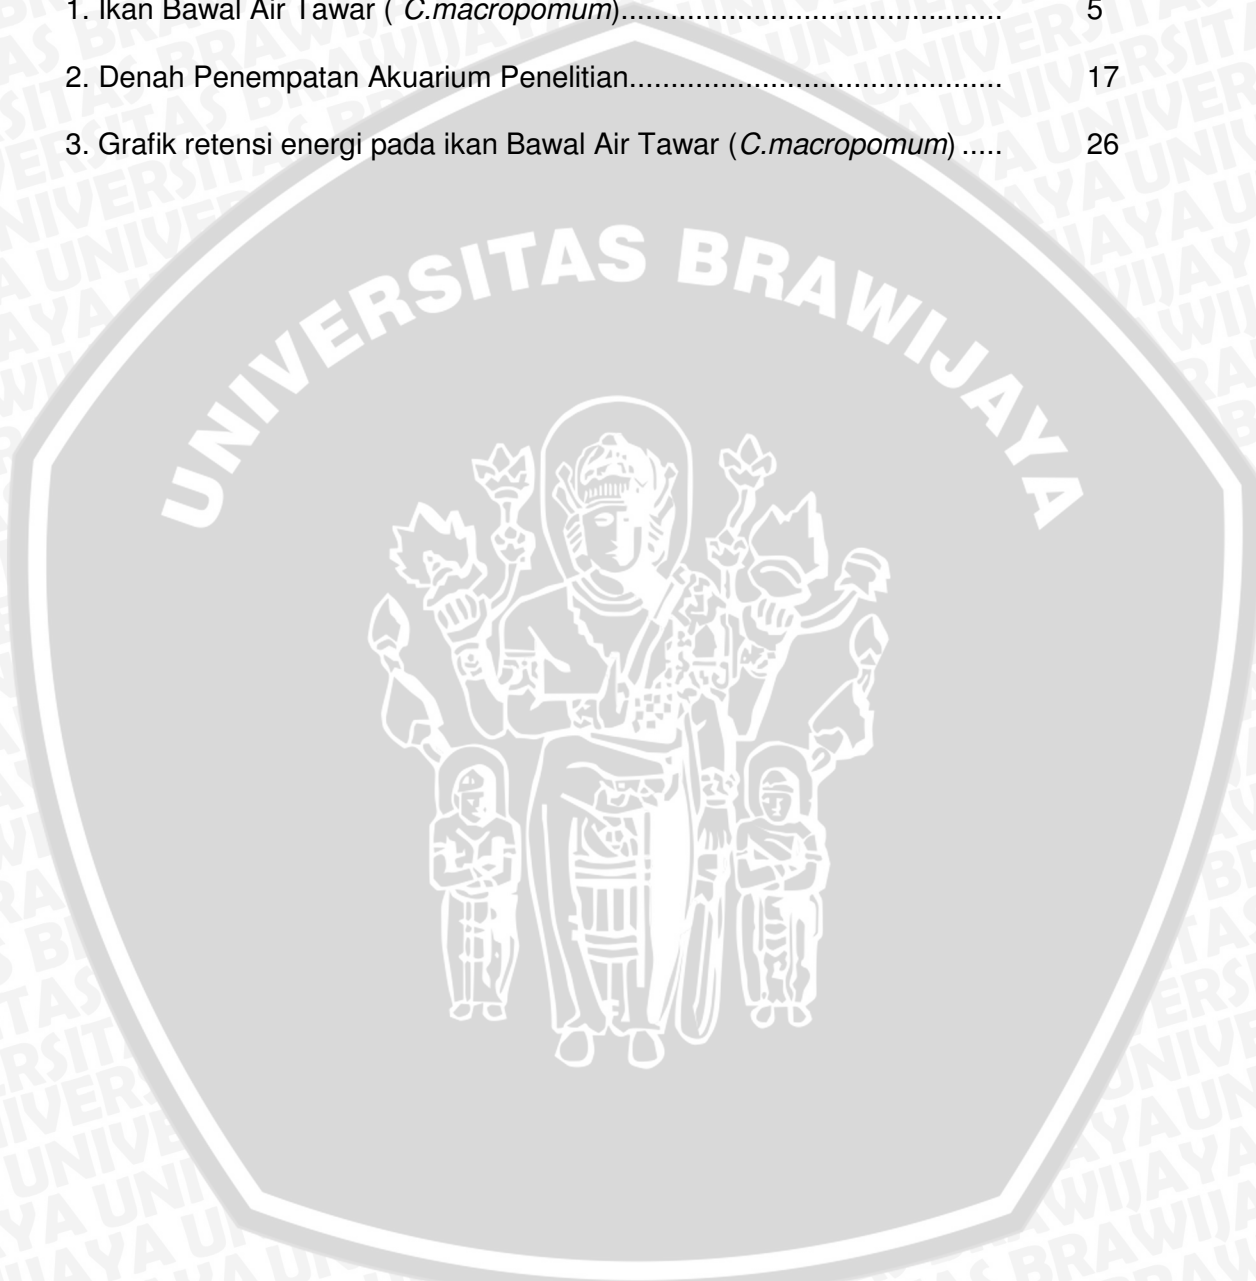 1. Ikan Bawal Air Tawar ( C.macropomum).............................................. 5
2. Denah Penempatan Akuarium Penelitian.............................................. 17
3. Grafik retensi energi pada ikan Bawal Air Tawar (C.macropomum) ..... 26
UNIVERSITAS BRAWIJAYA